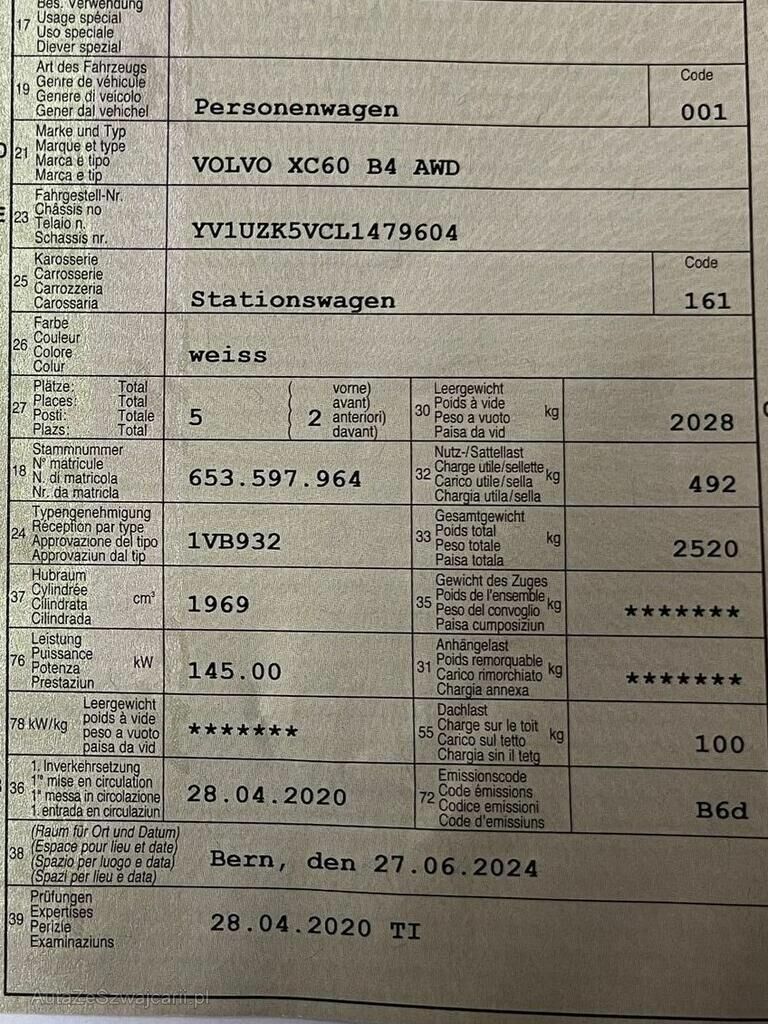 17 Bes. Verwendung
Usage spécial
Uso speciale
Diever spezial
19 Art des Fahrzeugs
Genre de véhicule
Genere di veicolo
Gener dal vehichel
Personenwagen
Code
001
21 Marke und Typ
Marque et type
Marca e tipo
Marca e tip
VOLVO XC60 B4 AWD
23 Fahrgestell-Nr.
Châssis no
Telaio n.
Schassis nr.
YV1UZK5VCL1479604
25 Karosserie
Carrosserie
Carrozzeria
Carossaria
Stationswagen
Code
161
26 Farbe
Couleur
Colore
Colur
weiss
27 Plätze: Total
Places: Total
Posti: Totale
Plazs: Total
5
( vorne)
avant)
2 anteriori)
( davant)
30 Leergewicht
Poids à vide
Peso a vuoto
Paisa da vid
kg
2028
18 Stammnummer
N° matricule
N. di matricola
Nr. da matricla
653.597.964
32 Nutz-/Sattellast
Charge utile/sellette
Carico utile/sella
Chargia utila/sella
kg
492
24 Typengenehmigung
Réception par type
Approvazione del tipo
Approvaziun dal tip
1VB932
33 Gesamtgewicht
Poids total
Peso totale
Paisa totala
kg
2520
37 Hubraum
Cylindrée
Cilindrata
Cilindrada
cm³
1969
35 Gewicht des Zuges
Poids de l'ensemble
Peso del convoglio
Paisa cumposiziun
kg
*******
76 Leistung
Puissance
Potenza
Prestaziun
kW
145.00
31 Anhängelast
Poids remorquable
Carico rimorchiato
Chargia annexa
kg
*******
78 kW/kg
Leergewicht
poids à vide
peso a vuoto
paisa da vid
*******
55 Dachlast
Charge sur le toit
Carico sul tetto
Chargia sin il tetg
kg
100
36 1. Inverkehrsetzung
1re mise en circulation
1a messa in circolazione
1. entrada en circulaziun
28.04.2020
72 Emissionscode
Code émissions
Codice emissioni
Code d'emissiuns
B6d
38 (Raum für Ort und Datum)
(Espace pour lieu et date)
(Spazio per luogo e data)
(Spazi per lieu e data)
Bern, den 27.06.2024
39 Prüfungen
Expertises
Perizie
Examinaziuns
28.04.2020 TI
AutaZeSzwajcarii.pl